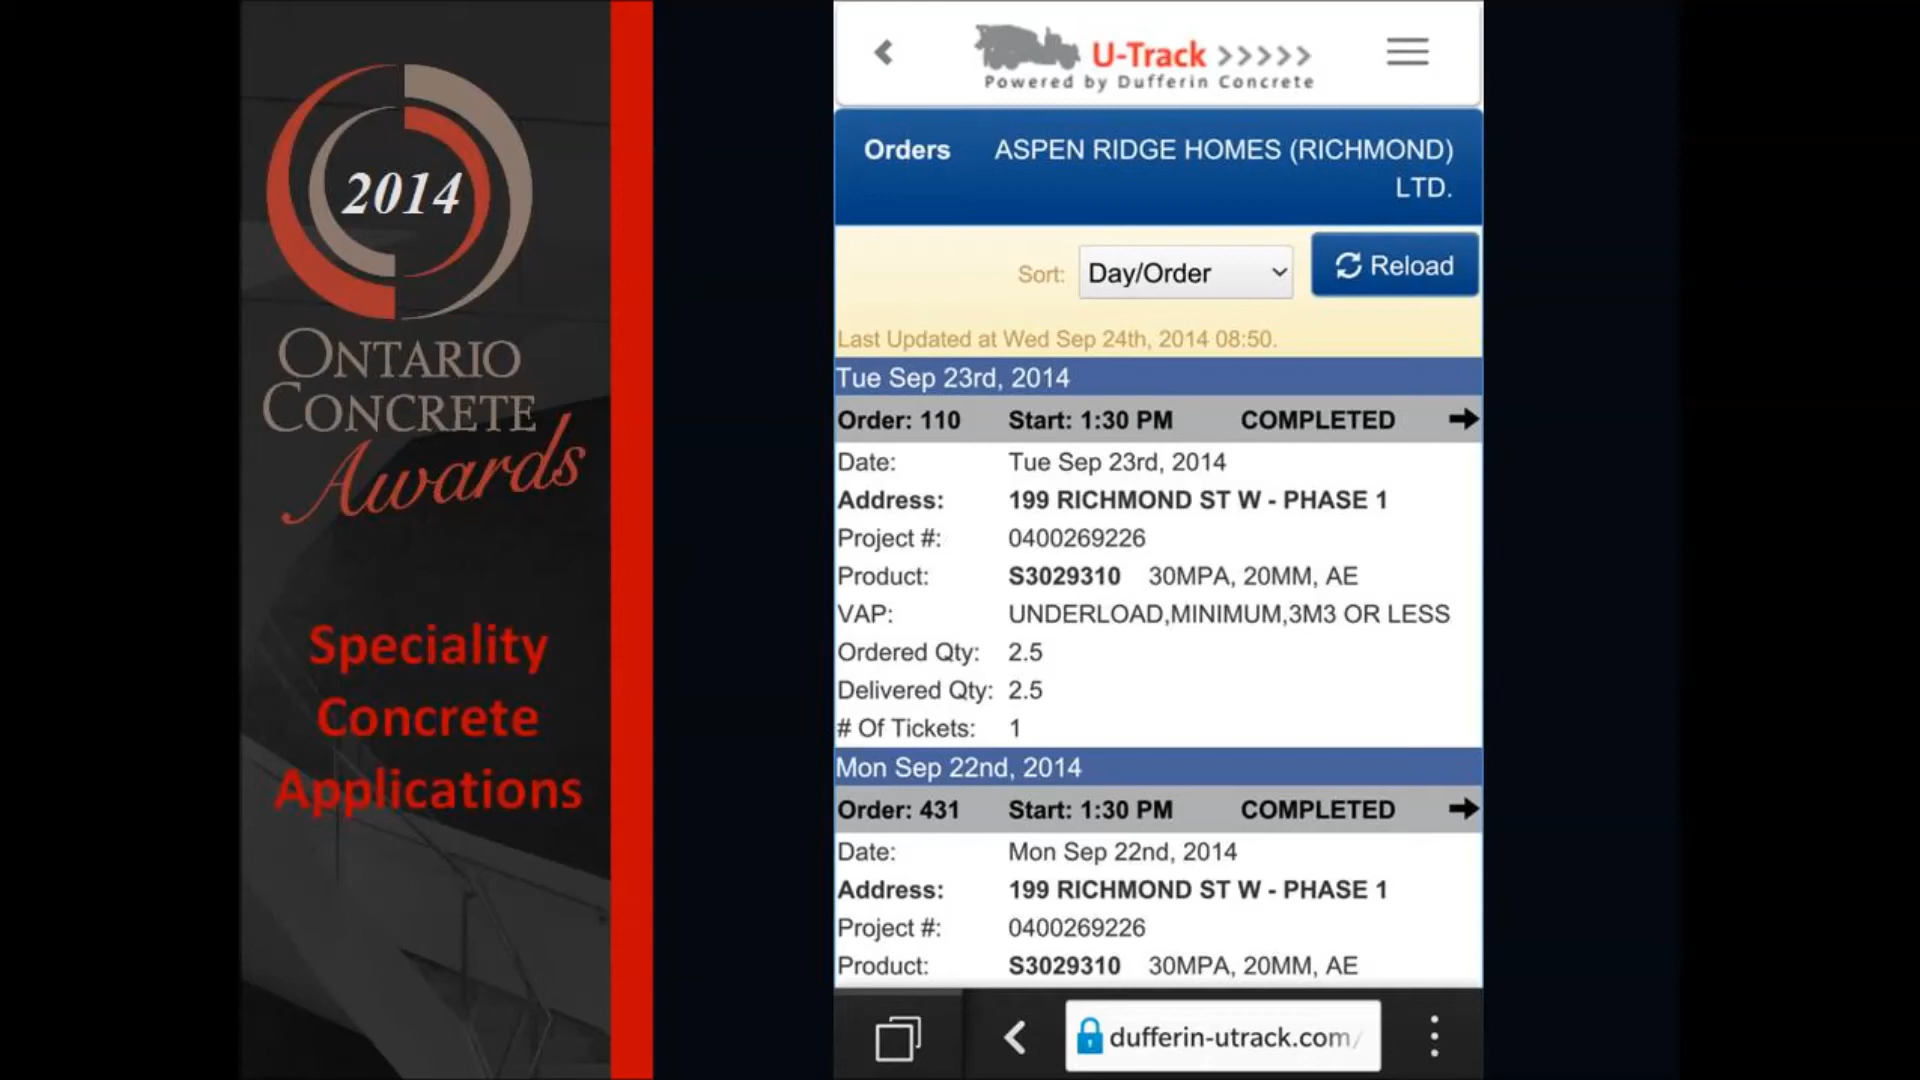 2014
ONTARIO
CONCRETE
Awards
Speciality
Concrete
Applications
U-Track >>>>>
Powered by Dufferin Concrete
Orders ASPEN RIDGE HOMES (RICHMOND)
LTD.
Sort: Day/Order Reload
Last Updated at Wed Sep 24th, 2014 08:50.
Tue Sep 23rd, 2014
Order: 110 Start: 1:30 PM COMPLETED
Date: Tue Sep 23rd, 2014
Address: 199 RICHMOND ST W - PHASE 1
Project #: 0400269226
Product: S3029310 30MPA, 20MM, AE
VAP: UNDERLOAD,MINIMUM,3M3 OR LESS
Ordered Qty: 2.5
Delivered Qty: 2.5
# Of Tickets: 1
Mon Sep 22nd, 2014
Order: 431 Start: 1:30 PM COMPLETED
Date: Mon Sep 22nd, 2014
Address: 199 RICHMOND ST W - PHASE 1
Project #: 0400269226
Product: S3029310 30MPA, 20MM, AE
dufferin-utrack.com/